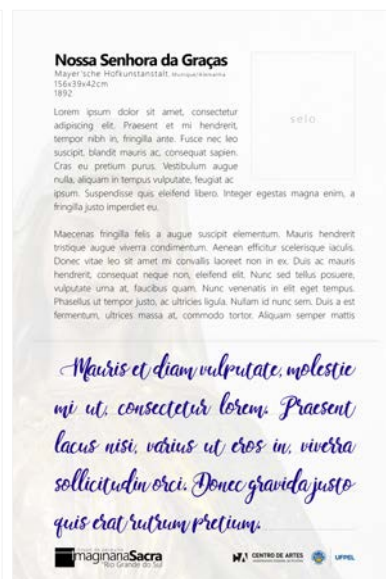 Nossa Senhora da Graças
Mayer'sche Hofkunstanstalt, Munique/Alemanha
156x39x42cm
1892
selo
Lorem ipsum dolor sit amet, consectetur
adipiscing elit. Praesent et mi hendrerit,
tempor nibh in, fringilla ante. Fusce nec leo
suscipit, blandit mauris ac, consequat sapien.
Cras eu pretium purus. Vestibulum augue
nulla, aliquam in tempus vulputate, feugiat ac
ipsum. Suspendisse quis eleifend libero. Integer egestas magna enim, a
fringilla justo imperdiet eu.
Maecenas fringilla felis a augue suscipit elementum. Mauris hendrerit
tristique augue viverra condimentum. Aenean efficitur scelerisque iaculis.
Donec vitae leo sit amet mi convallis laoreet non in ex. Duis ac mauris
hendrerit, consequat neque non, eleifend elit. Nunc sed tellus posuere,
vulputate urna at, faucibus quam. Nunc venenatis in elit eget tempus.
Phasellus ut tempor justo, ac ultricies ligula. Nullam id nunc sem. Duis a est
fermentum, ultrices massa at, commodo tortor. Aliquam semper mattis
Mauris et diam vulputate, molestie
mi ut, consectetur lorem. Praesent
lacus nisi, varius ut eros in, viverra
sollicitudin orci. Donec gravida justo
quis erat rutrum pretium.
imaginariaSacra
Rio Grande do Sul
CENTRO DE ARTES
UFPEL